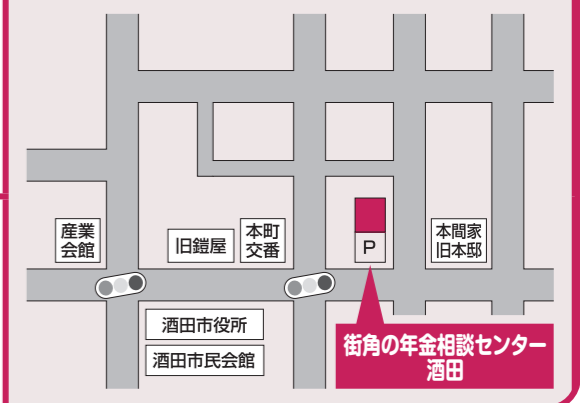 産業
会館
旧鐙屋
本町
交番
P
本間家
旧本邸
酒田市役所
酒田市民会館
街角の年金相談センター
酒田